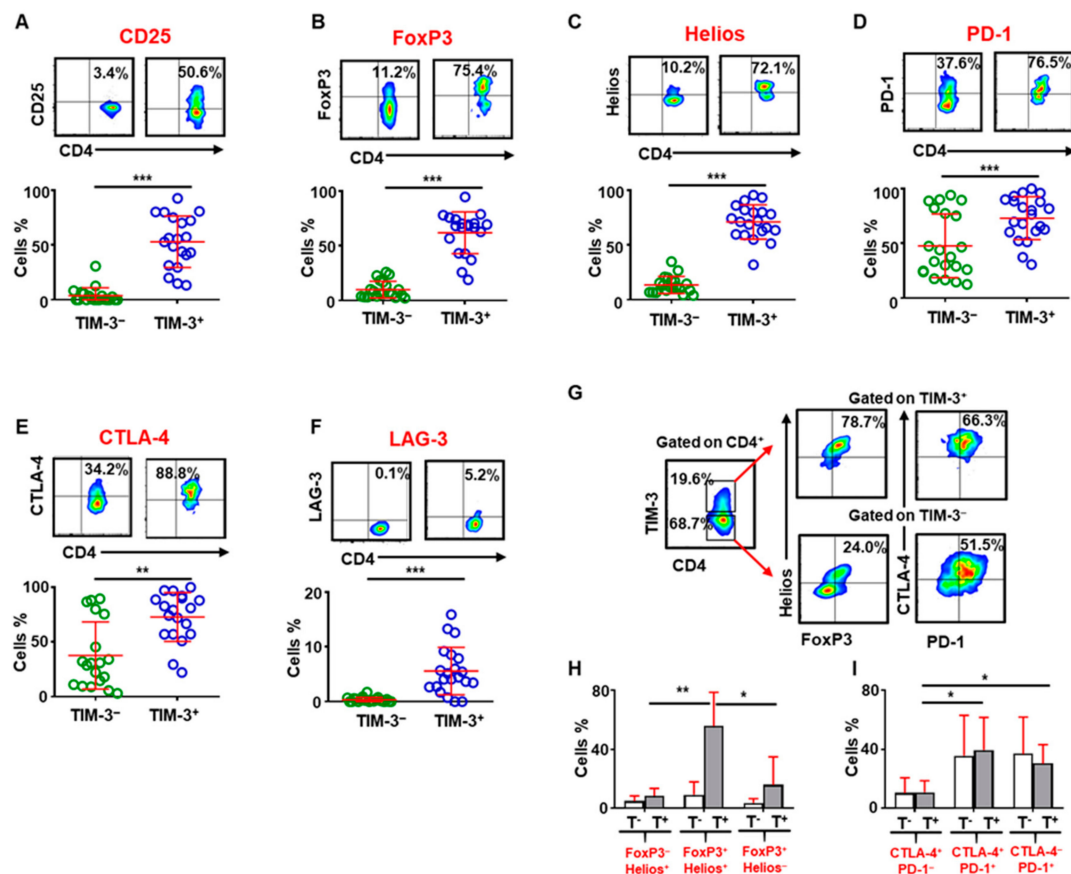 A
CD25
3.4%
50.6%
CD25
CD4
***
100
50
0
Cells %
TIM-3⁻
TIM-3⁺
B
FoxP3
11.2%
75.4%
FoxP3
CD4
***
100
50
0
Cells %
TIM-3⁻
TIM-3⁺
C
Helios
10.2%
72.1%
Helios
CD4
***
100
50
0
Cells %
TIM-3⁻
TIM-3⁺
D
PD-1
37.6%
76.5%
PD-1
CD4
***
100
50
0
Cells %
TIM-3⁻
TIM-3⁺
E
CTLA-4
34.2%
88.8%
CTLA-4
CD4
**
100
50
0
Cells %
TIM-3⁻
TIM-3⁺
F
LAG-3
0.1%
5.2%
LAG-3
CD4
***
20
10
0
Cells %
TIM-3⁻
TIM-3⁺
G
Gated on TIM-3⁺
Gated on CD4⁺
78.7%
66.3%
19.6%
68.7%
TIM-3
CD4
Gated on TIM-3⁻
24.0%
51.5%
Helios
CTLA-4
FoxP3
PD-1
H
**
*
80
40
0
Cells %
T⁻ T⁺ T⁻ T⁺ T⁻ T⁺
FoxP3⁻ FoxP3⁺ FoxP3⁺
Helios⁺ Helios⁺ Helios⁻
I
*
*
80
40
0
Cells %
T⁻ T⁺ T⁻ T⁺ T⁻ T⁺
CTLA-4⁺ CTLA-4⁺ CTLA-4⁻
PD-1⁻ PD-1⁺ PD-1⁺